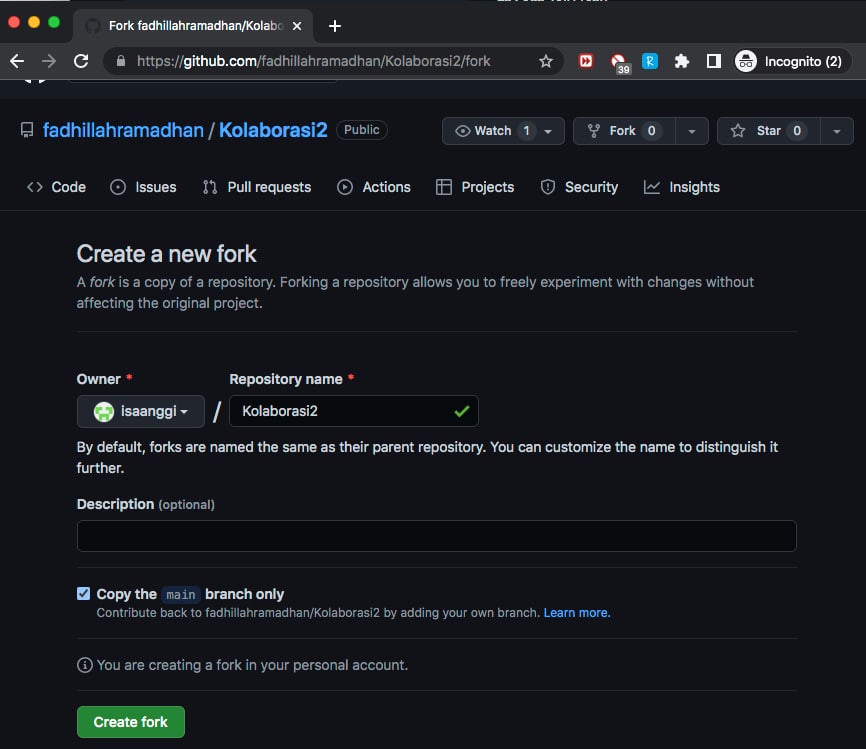 Fork fadhillahramadhan/Kolabo
https://github.com/fadhillahramadhan/Kolaborasi2/fork
39
Incognito (2)
fadhillahramadhan / Kolaborasi2 Public
Watch 1
Fork 0
Star 0
Code
Issues
Pull requests
Actions
Projects
Security
Insights
Create a new fork
A fork is a copy of a repository. Forking a repository allows you to freely experiment with changes without
affecting the original project.
Owner *
Repository name *
isaanggi
/
Kolaborasi2
By default, forks are named the same as their parent repository. You can customize the name to distinguish it
further.
Description (optional)
Copy the main branch only
Contribute back to fadhillahramadhan/Kolaborasi2 by adding your own branch. Learn more.
You are creating a fork in your personal account.
Create fork